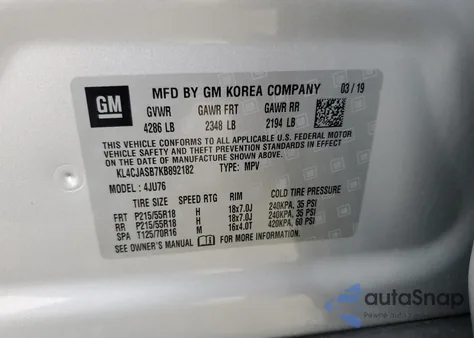 GM
MFD BY GM KOREA COMPANY 03/19
GVWR GAWR FRT GAWR RR
4286 LB 2348 LB 2194 LB
THIS VEHICLE CONFORMS TO ALL APPLICABLE U.S. FEDERAL MOTOR
VEHICLE SAFETY, BUMPER, AND THEFT PREVENTION STANDARDS
IN EFFECT ON THE DATE OF MANUFACTURE SHOWN ABOVE.
KL4CJASB7KB892182 TYPE: MPV
MODEL: 4JU76
TIRE SIZE SPEED RTG RIM COLD TIRE PRESSURE
FRT P215/55R18 H 18x7.0J 240KPA, 35 PSI
RR P215/55R18 H 18x7.0J 240KPA, 35 PSI
SPA T125/70R16 M 16x4.0T 420KPA, 60 PSI
SEE OWNER'S MANUAL FOR MORE INFORMATION.
autoSnap